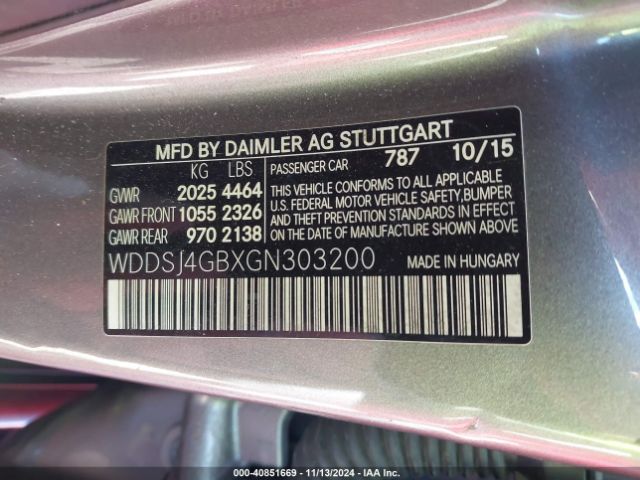 MFD BY DAIMLER AG STUTTGART
KG LBS
GVWR 2025 4464
GAWR FRONT 1055 2326
GAWR REAR 970 2138
PASSENGER CAR 787 10/15
THIS VEHICLE CONFORMS TO ALL APPLICABLE
U.S. FEDERAL MOTOR VEHICLE SAFETY,BUMPER
AND THEFT PREVENTION STANDARDS IN EFFECT
ON THE DATE OF MANUFACTURE SHOWN ABOVE
WDDSJ4GBXGN303200 MADE IN HUNGARY
000-40851669 | 11/13/2024 | IAA Inc.